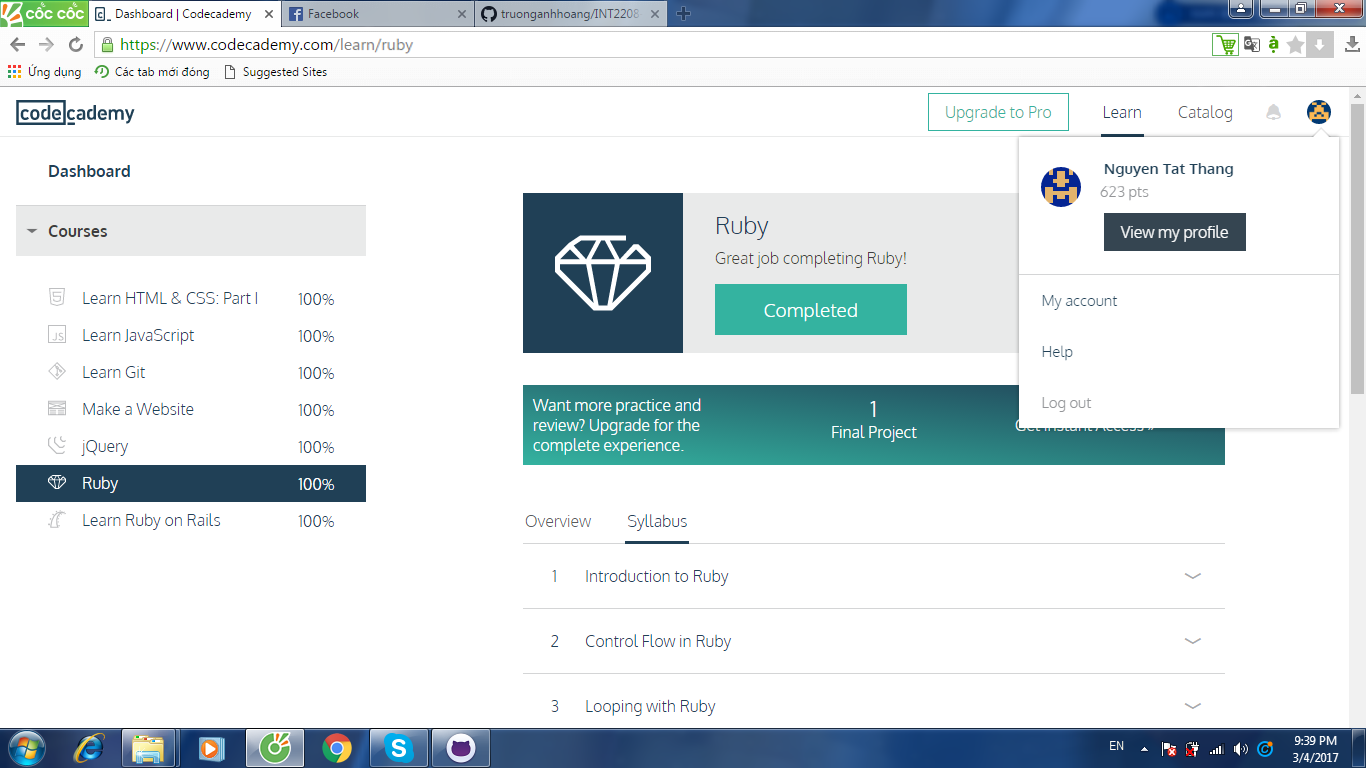 cốc cốc
Dashboard | Codecademy
Facebook
truonganhhoang/INT2208
https://www.codecademy.com/learn/ruby
Ứng dụng
Các tab mới đóng
Suggested Sites
codecademy
Upgrade to Pro
Learn
Catalog
Nguyen Tat Thang
623 pts
View my profile
My account
Help
Log out
Dashboard
Courses
Learn HTML & CSS: Part I 100%
Learn JavaScript 100%
Learn Git 100%
Make a Website 100%
jQuery 100%
Ruby 100%
Learn Ruby on Rails 100%
Ruby
Great job completing Ruby!
Completed
Want more practice and
review? Upgrade for the
complete experience.
1
Final Project
Get Instant Access »
Overview
Syllabus
1 Introduction to Ruby
2 Control Flow in Ruby
3 Looping with Ruby
EN
9:39 PM
3/4/2017